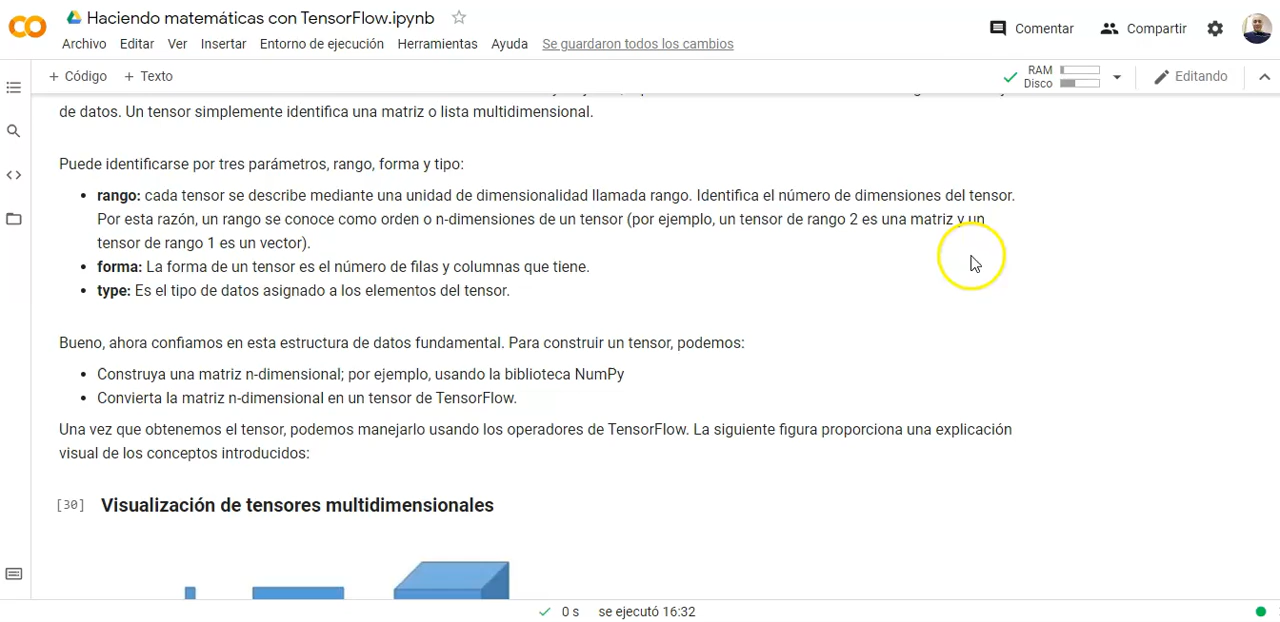 Haciendo matemáticas con TensorFlow.ipynb
Comentar
Compartir
Archivo Editar Ver Insertar Entorno de ejecución Herramientas Ayuda Se guardaron todos los cambios
+ Código + Texto
RAM
Disco
Editando
de datos. Un tensor simplemente identifica una matriz o lista multidimensional.
Puede identificarse por tres parámetros, rango, forma y tipo:
• rango: cada tensor se describe mediante una unidad de dimensionalidad llamada rango. Identifica el número de dimensiones del tensor.
Por esta razón, un rango se conoce como orden o n-dimensiones de un tensor (por ejemplo, un tensor de rango 2 es una matriz y un
tensor de rango 1 es un vector).
• forma: La forma de un tensor es el número de filas y columnas que tiene.
• type: Es el tipo de datos asignado a los elementos del tensor.
Bueno, ahora confiamos en esta estructura de datos fundamental. Para construir un tensor, podemos:
• Construya una matriz n-dimensional; por ejemplo, usando la biblioteca NumPy
• Convierta la matriz n-dimensional en un tensor de TensorFlow.
Una vez que obtenemos el tensor, podemos manejarlo usando los operadores de TensorFlow. La siguiente figura proporciona una explicación
visual de los conceptos introducidos:
[30] Visualización de tensores multidimensionales
0 s se ejecutó 16:32